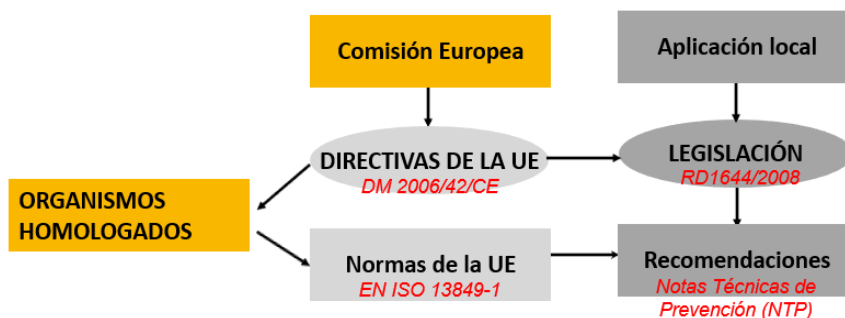 Comisión Europea
Aplicación local
DIRECTIVAS DE LA UE
DM 2006/42/CE
LEGISLACIÓN
RD1644/2008
ORGANISMOS
HOMOLOGADOS
Normas de la UE
EN ISO 13849-1
Recomendaciones
Notas Técnicas de
Prevención (NTP)